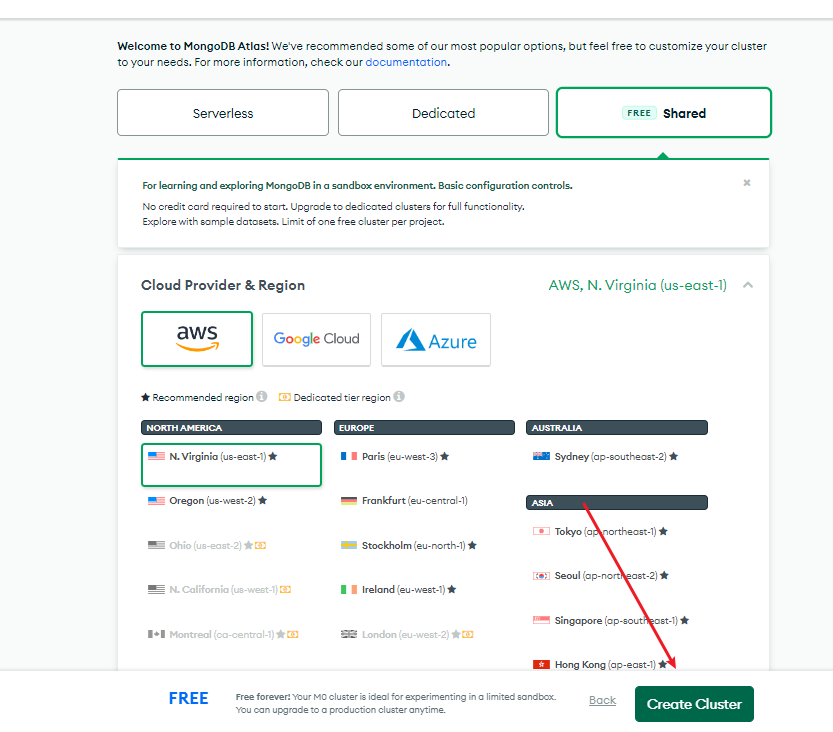 Welcome to MongoDB Atlas! We've recommended some of our most popular options, but feel free to customize your cluster
to your needs. For more information, check our documentation.
Serverless
Dedicated
FREE Shared
For learning and exploring MongoDB in a sandbox environment. Basic configuration controls.
No credit card required to start. Upgrade to dedicated clusters for full functionality.
Explore with sample datasets. Limit of one free cluster per project.
Cloud Provider & Region
AWS, N. Virginia (us-east-1)
aws
Google Cloud
Azure
Recommended region
Dedicated tier region
NORTH AMERICA
N. Virginia (us-east-1)
Oregon (us-west-2)
Ohio (us-east-2)
N. California (us-west-1)
Montreal (ca-central-1)
EUROPE
Paris (eu-west-3)
Frankfurt (eu-central-1)
Stockholm (eu-north-1)
Ireland (eu-west-1)
London (eu-west-2)
AUSTRALIA
Sydney (ap-southeast-2)
ASIA
Tokyo (ap-northeast-1)
Seoul (ap-northeast-2)
Singapore (ap-southeast-1)
Hong Kong (ap-east-1)
FREE
Free forever! Your M0 cluster is ideal for experimenting in a limited sandbox.
You can upgrade to a production cluster anytime.
Back
Create Cluster